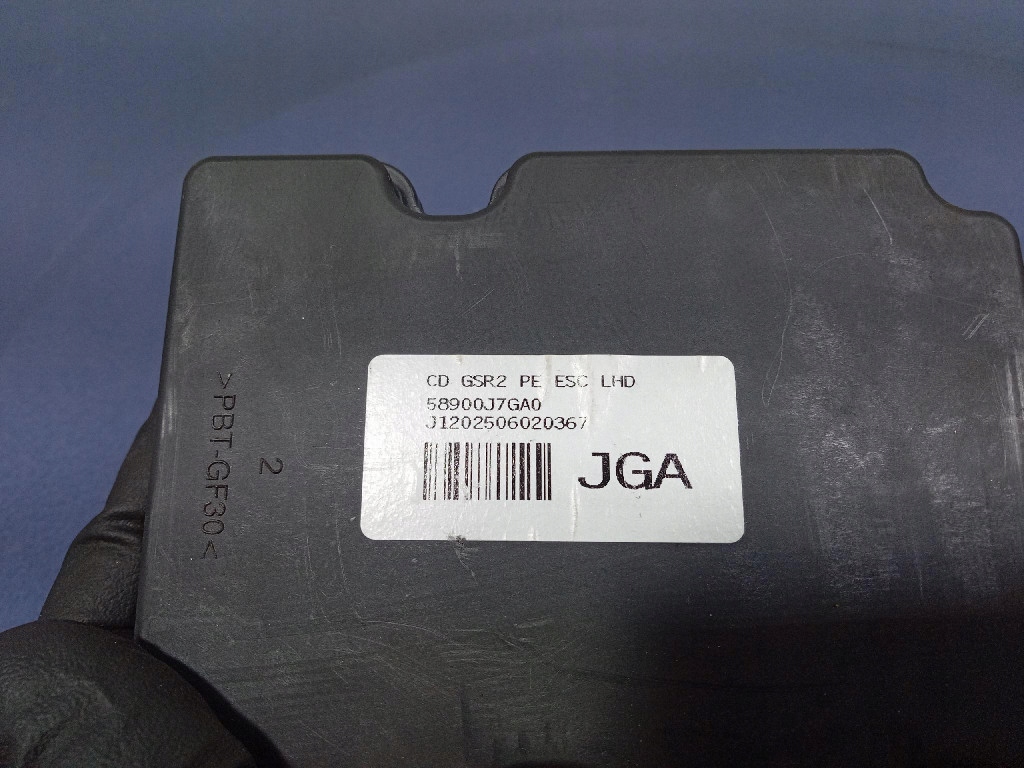 CD GSR2 PE ESC LHD
58900J7GA0
J1202506020367
JGA
>PBT-GF30<
2